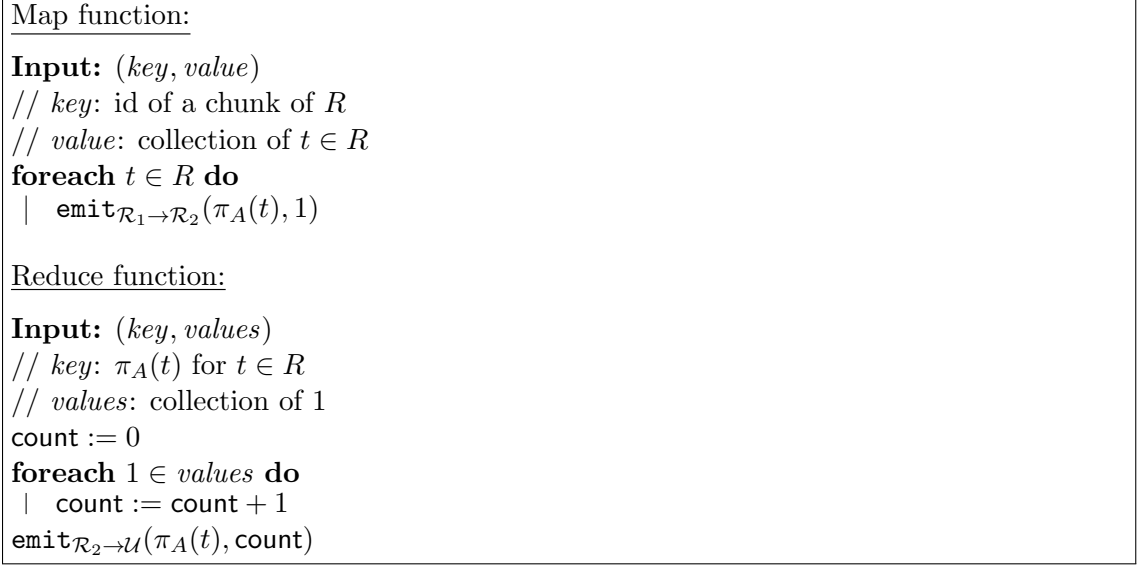 Map function:
Input: (key, value)
// key: id of a chunk of R
// value: collection of t ∈ R
foreach t ∈ R do
emit_{ℛ₁→ℛ₂}(π_A(t), 1)
Reduce function:
Input: (key, values)
// key: π_A(t) for t ∈ R
// values: collection of 1
count := 0
foreach 1 ∈ values do
count := count + 1
emit_{ℛ₂→𝒰}(π_A(t), count)